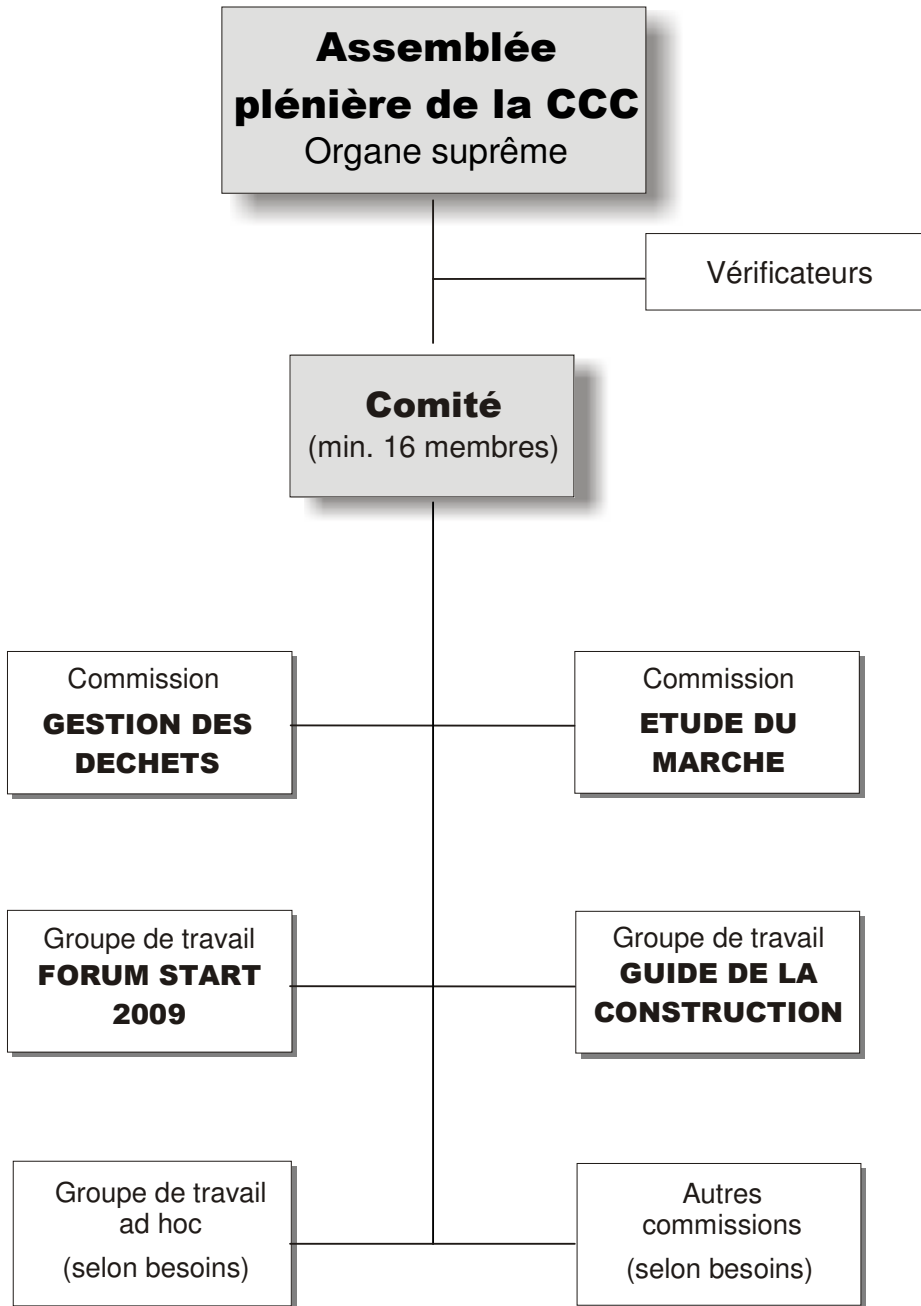 Assemblée
plénière de la CCC
Organe suprême
Vérificateurs
Comité
(min. 16 membres)
Commission
GESTION DES
DECHETS
Commission
ETUDE DU
MARCHE
Groupe de travail
FORUM START
2009
Groupe de travail
GUIDE DE LA
CONSTRUCTION
Groupe de travail
ad hoc
(selon besoins)
Autres
commissions
(selon besoins)